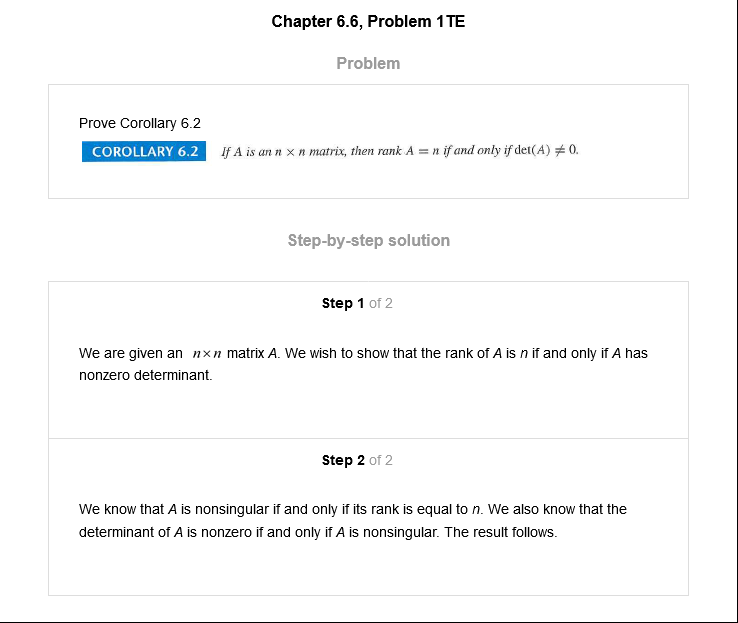 Chapter 6.6, Problem 1TE
Problem
Prove Corollary 6.2
COROLLARY 6.2 If A is an n × n matrix, then rank A = n if and only if det(A) ≠ 0.
Step-by-step solution
Step 1 of 2
We are given an n×n matrix A. We wish to show that the rank of A is n if and only if A has
nonzero determinant.
Step 2 of 2
We know that A is nonsingular if and only if its rank is equal to n. We also know that the
determinant of A is nonzero if and only if A is nonsingular. The result follows.